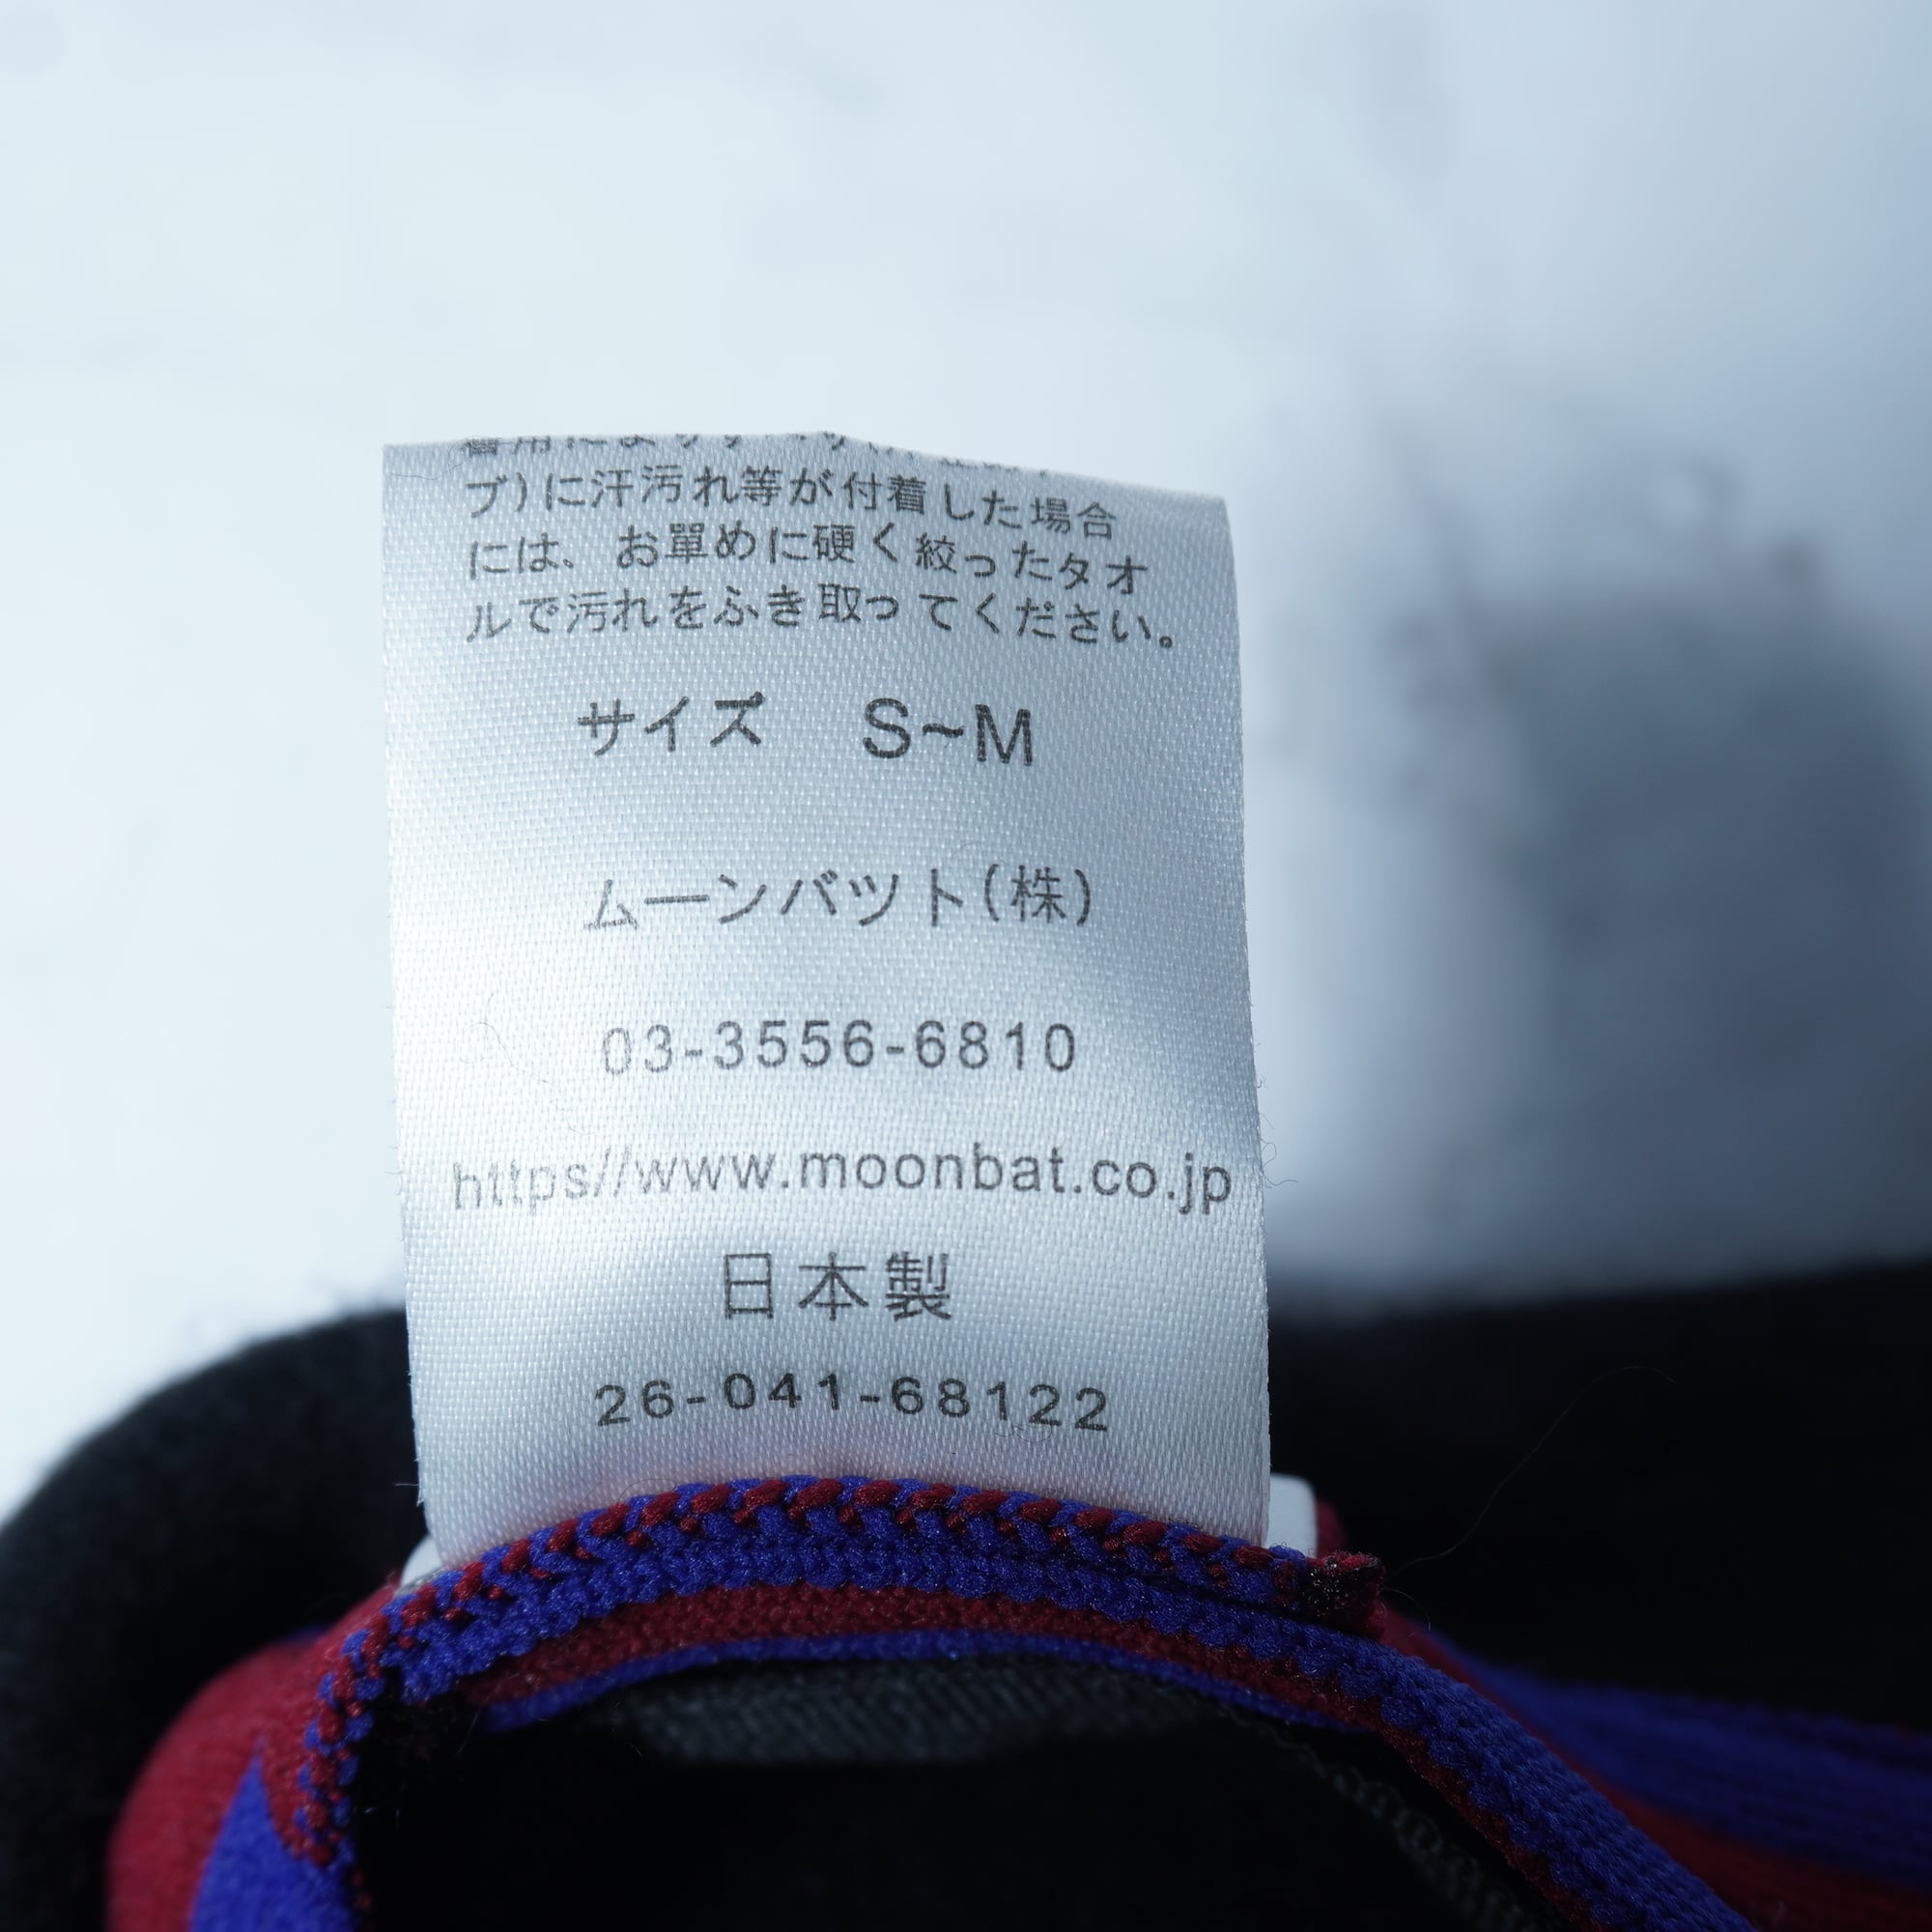 ブ)に汗汚れ等が付着した場合
には、お早めに硬く絞ったタオ
ルで汚れをふき取ってください。
サイズ S~M
ムーンバツト(株)
03-3556-6810
https//www.moonbat.co.jp
日本製
26-041-68122